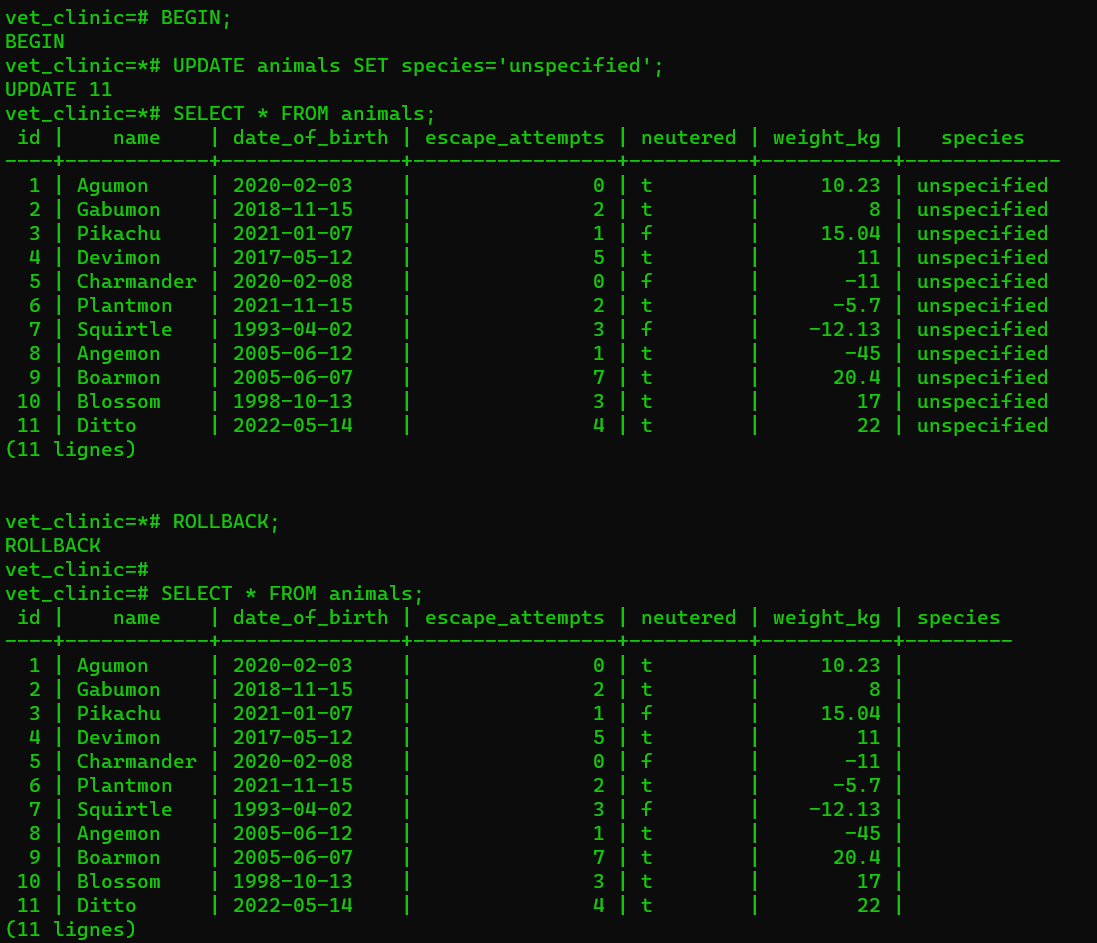 vet_clinic=# BEGIN;
BEGIN
vet_clinic=*# UPDATE animals SET species='unspecified';
UPDATE 11
vet_clinic=*# SELECT * FROM animals;
 id |    name    | date_of_birth | escape_attempts | neutered | weight_kg |   species
----+------------+---------------+-----------------+----------+-----------+-------------
  1 | Agumon     | 2020-02-03    |               0 | t        |     10.23 | unspecified
  2 | Gabumon    | 2018-11-15    |               2 | t        |         8 | unspecified
  3 | Pikachu    | 2021-01-07    |               1 | f        |     15.04 | unspecified
  4 | Devimon    | 2017-05-12    |               5 | t        |        11 | unspecified
  5 | Charmander | 2020-02-08    |               0 | f        |       -11 | unspecified
  6 | Plantmon   | 2021-11-15    |               2 | t        |      -5.7 | unspecified
  7 | Squirtle   | 1993-04-02    |               3 | f        |    -12.13 | unspecified
  8 | Angemon    | 2005-06-12    |               1 | t        |       -45 | unspecified
  9 | Boarmon    | 2005-06-07    |               7 | t        |      20.4 | unspecified
 10 | Blossom    | 1998-10-13    |               3 | t        |        17 | unspecified
 11 | Ditto      | 2022-05-14    |               4 | t        |        22 | unspecified
(11 lignes)
vet_clinic=*# ROLLBACK;
ROLLBACK
vet_clinic=#
vet_clinic=# SELECT * FROM animals;
 id |    name    | date_of_birth | escape_attempts | neutered | weight_kg | species
----+------------+---------------+-----------------+----------+-----------+---------
  1 | Agumon     | 2020-02-03    |               0 | t        |     10.23 |
  2 | Gabumon    | 2018-11-15    |               2 | t        |         8 |
  3 | Pikachu    | 2021-01-07    |               1 | f        |     15.04 |
  4 | Devimon    | 2017-05-12    |               5 | t        |        11 |
  5 | Charmander | 2020-02-08    |               0 | f        |       -11 |
  6 | Plantmon   | 2021-11-15    |               2 | t        |      -5.7 |
  7 | Squirtle   | 1993-04-02    |               3 | f        |    -12.13 |
  8 | Angemon    | 2005-06-12    |               1 | t        |       -45 |
  9 | Boarmon    | 2005-06-07    |               7 | t        |      20.4 |
 10 | Blossom    | 1998-10-13    |               3 | t        |        17 |
 11 | Ditto      | 2022-05-14    |               4 | t        |        22 |
(11 lignes)